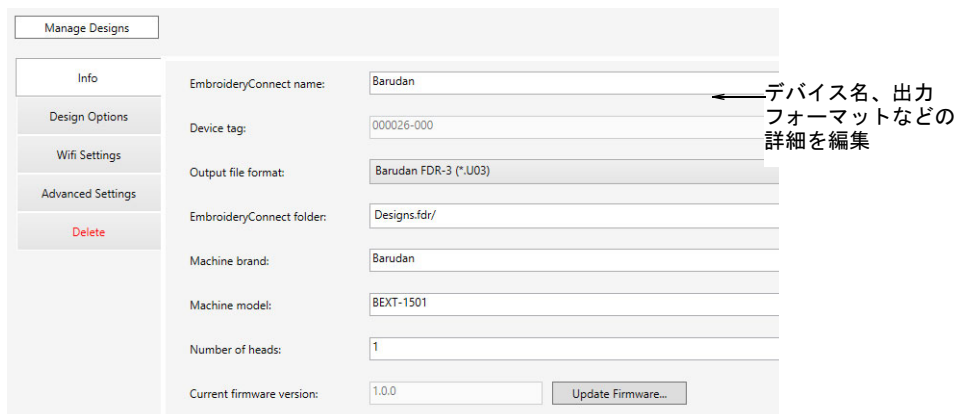 Manage Designs
Info
Design Options
Wifi Settings
Advanced Settings
Delete
EmbroideryConnect name: Barudan
Device tag: 000026-000
Output file format: Barudan FDR-3 (*.U03)
EmbroideryConnect folder: Designs.fdr/
Machine brand: Barudan
Machine model: BEXT-1501
Number of heads: 1
Current firmware version: 1.0.0 Update Firmware...
デバイス名、出力
フォーマットなどの
詳細を編集